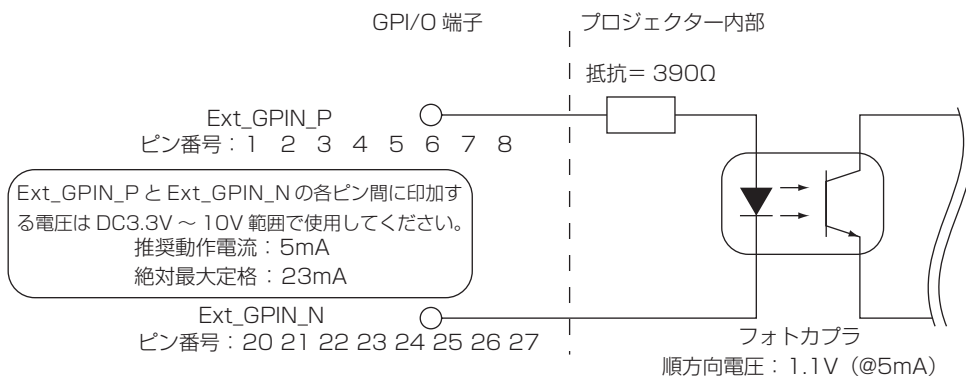 GPI/O 端子
プロジェクター内部
抵抗= 390Ω
Ext_GPIN_P
ピン番号:1 2 3 4 5 6 7 8
Ext_GPIN_P と Ext_GPIN_N の各ピン間に印加す
る電圧は DC3.3V ～ 10V 範囲で使用してください。
推奨動作電流:5mA
絶対最大定格:23mA
Ext_GPIN_N
ピン番号:20 21 22 23 24 25 26 27
フォトカプラ
順方向電圧:1.1V(@5mA)